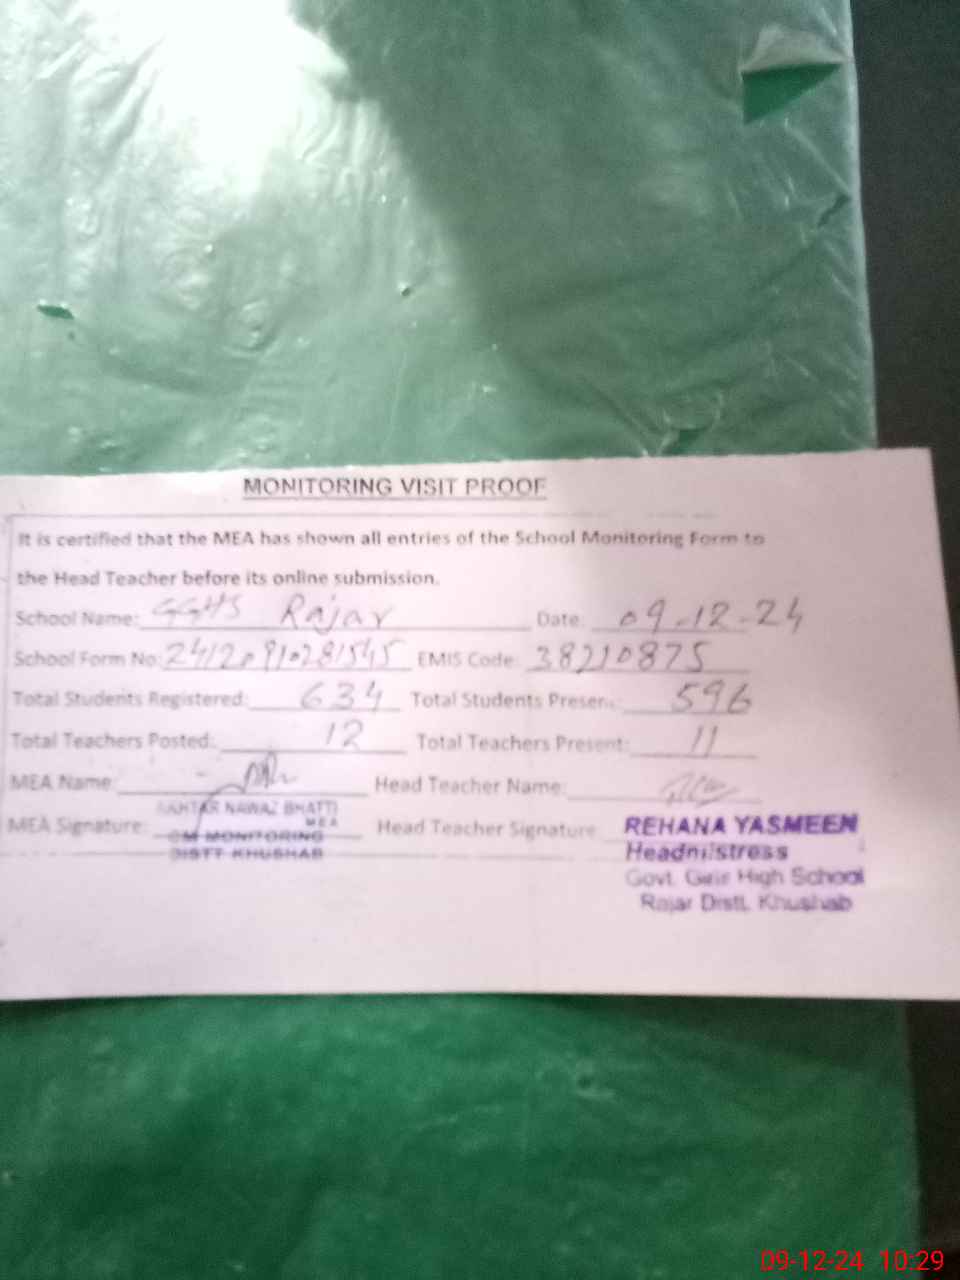 MONITORING VISIT PROOF
It is certified that the MEA has shown all entries of the School Monitoring Form to
the Head Teacher before its online submission.
School Name: GGHS Rajar Date: 09-12-24
School Form No: 24120910281545 EMIS Code: 38210875
Total Students Registered: 634 Total Students Present: 596
Total Teachers Posted: 12 Total Teachers Present: 11
MEA Name: Head Teacher Name:
AKHTAR NAWAZ BHATTI
MEA
MEA Signature: Head Teacher Signature
MONITORING
DISTT KHUSHAB
REHANA YASMEEN
Headmistress
Govt. Girls High School
Rajar Distt. Khushab
09-12-24 10:29